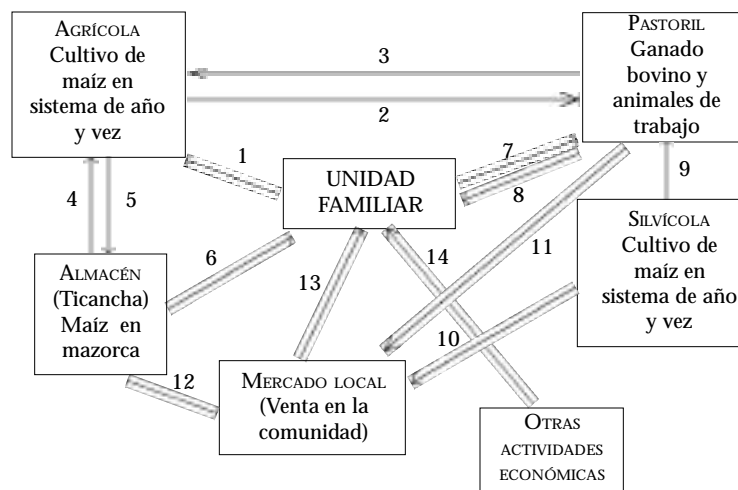 AGRÍCOLA
Cultivo de
maíz en
sistema de año
y vez
3
2
PASTORIL
Ganado
bovino y
animales de
trabajo
1
7
8
9
UNIDAD
FAMILIAR
4
5
6
13
14
11
10
SILVÍCOLA
Cultivo de
maíz en
sistema de año
y vez
ALMACÉN
(Ticancha)
Maíz en
mazorca
12
MERCADO LOCAL
(Venta en la
comunidad)
OTRAS
ACTIVIDADES
ECONÓMICAS